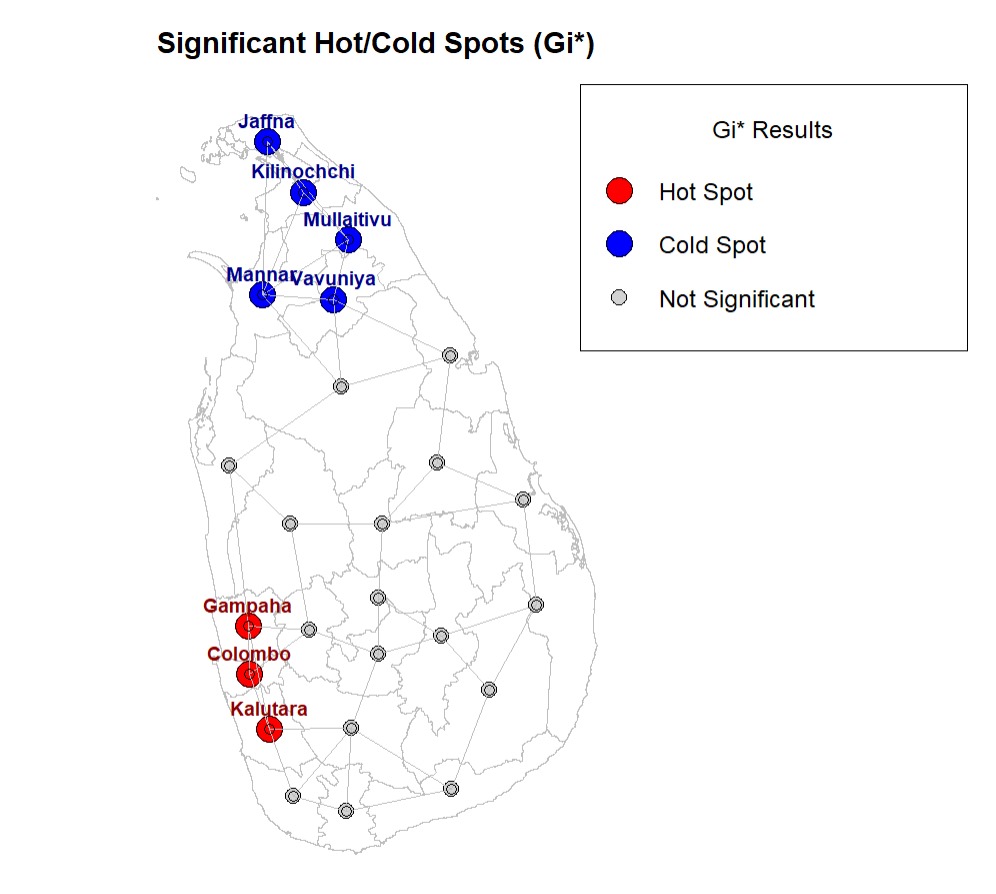 Significant Hot/Cold Spots (Gi*)
Gi* Results
Hot Spot
Cold Spot
Not Significant
Jaffna
Kilinochchi
Mullaitivu
Mannar
Vavuniya
Gampaha
Colombo
Kalutara